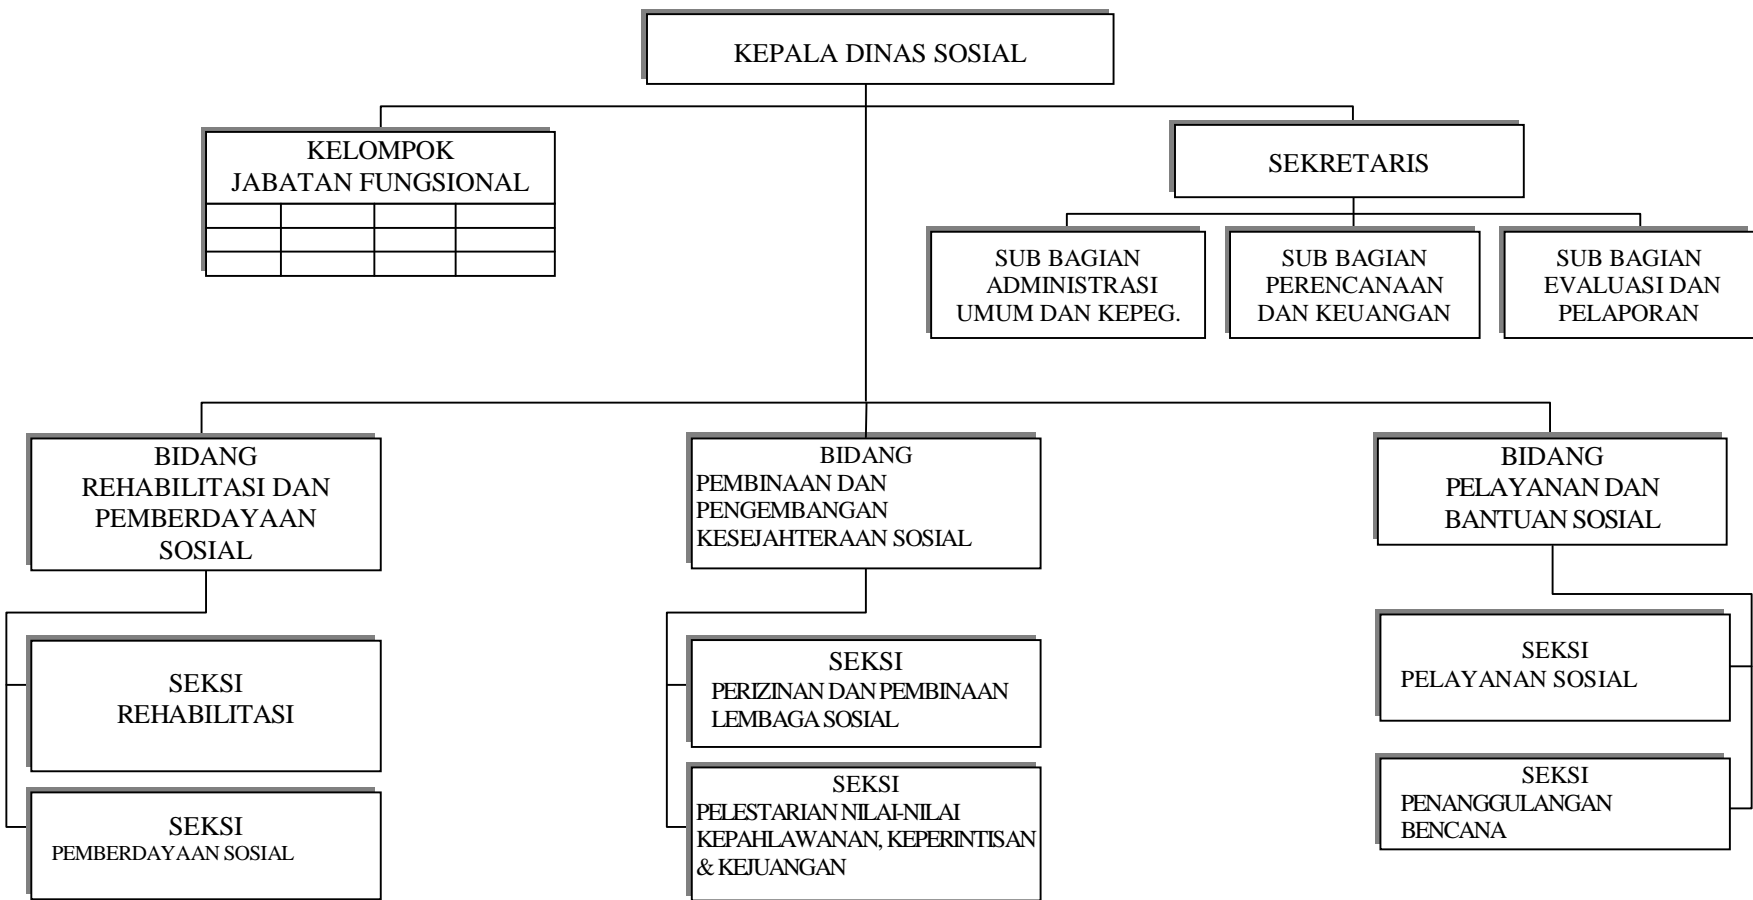 KEPALA DINAS SOSIAL
KELOMPOK
JABATAN FUNGSIONAL
SEKRETARIS
SUB BAGIAN
ADMINISTRASI
UMUM DAN KEPEG.
SUB BAGIAN
PERENCANAAN
DAN KEUANGAN
SUB BAGIAN
EVALUASI DAN
PELAPORAN
BIDANG
REHABILITASI DAN
PEMBERDAYAAN
SOSIAL
BIDANG
PEMBINAAN DAN
PENGEMBANGAN
KESEJAHTERAAN SOSIAL
BIDANG
PELAYANAN DAN
BANTUAN SOSIAL
SEKSI
REHABILITASI
SEKSI
PEMBERDAYAAN SOSIAL
SEKSI
PERIZINAN DAN PEMBINAAN
LEMBAGA SOSIAL
SEKSI
PELESTARIAN NILAI-NILAI
KEPAHLAWANAN, KEPERINTISAN
& KEJUANGAN
SEKSI
PELAYANAN SOSIAL
SEKSI
PENANGGULANGAN
BENCANA